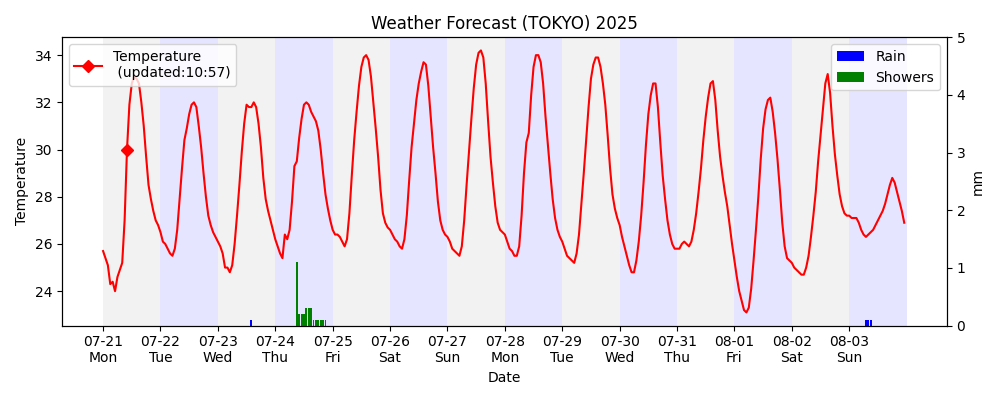 Weather Forecast (TOKYO) 2025
Temperature
(updated:10:57)
Rain
Showers
Temperature
34
32
30
28
26
24
5
4
3
2
1
0
mm
07-21 07-22 07-23 07-24 07-25 07-26 07-27 07-28 07-29 07-30 07-31 08-01 08-02 08-03
Mon Tue Wed Thu Fri Sat Sun Mon Tue Wed Thu Fri Sat Sun
Date